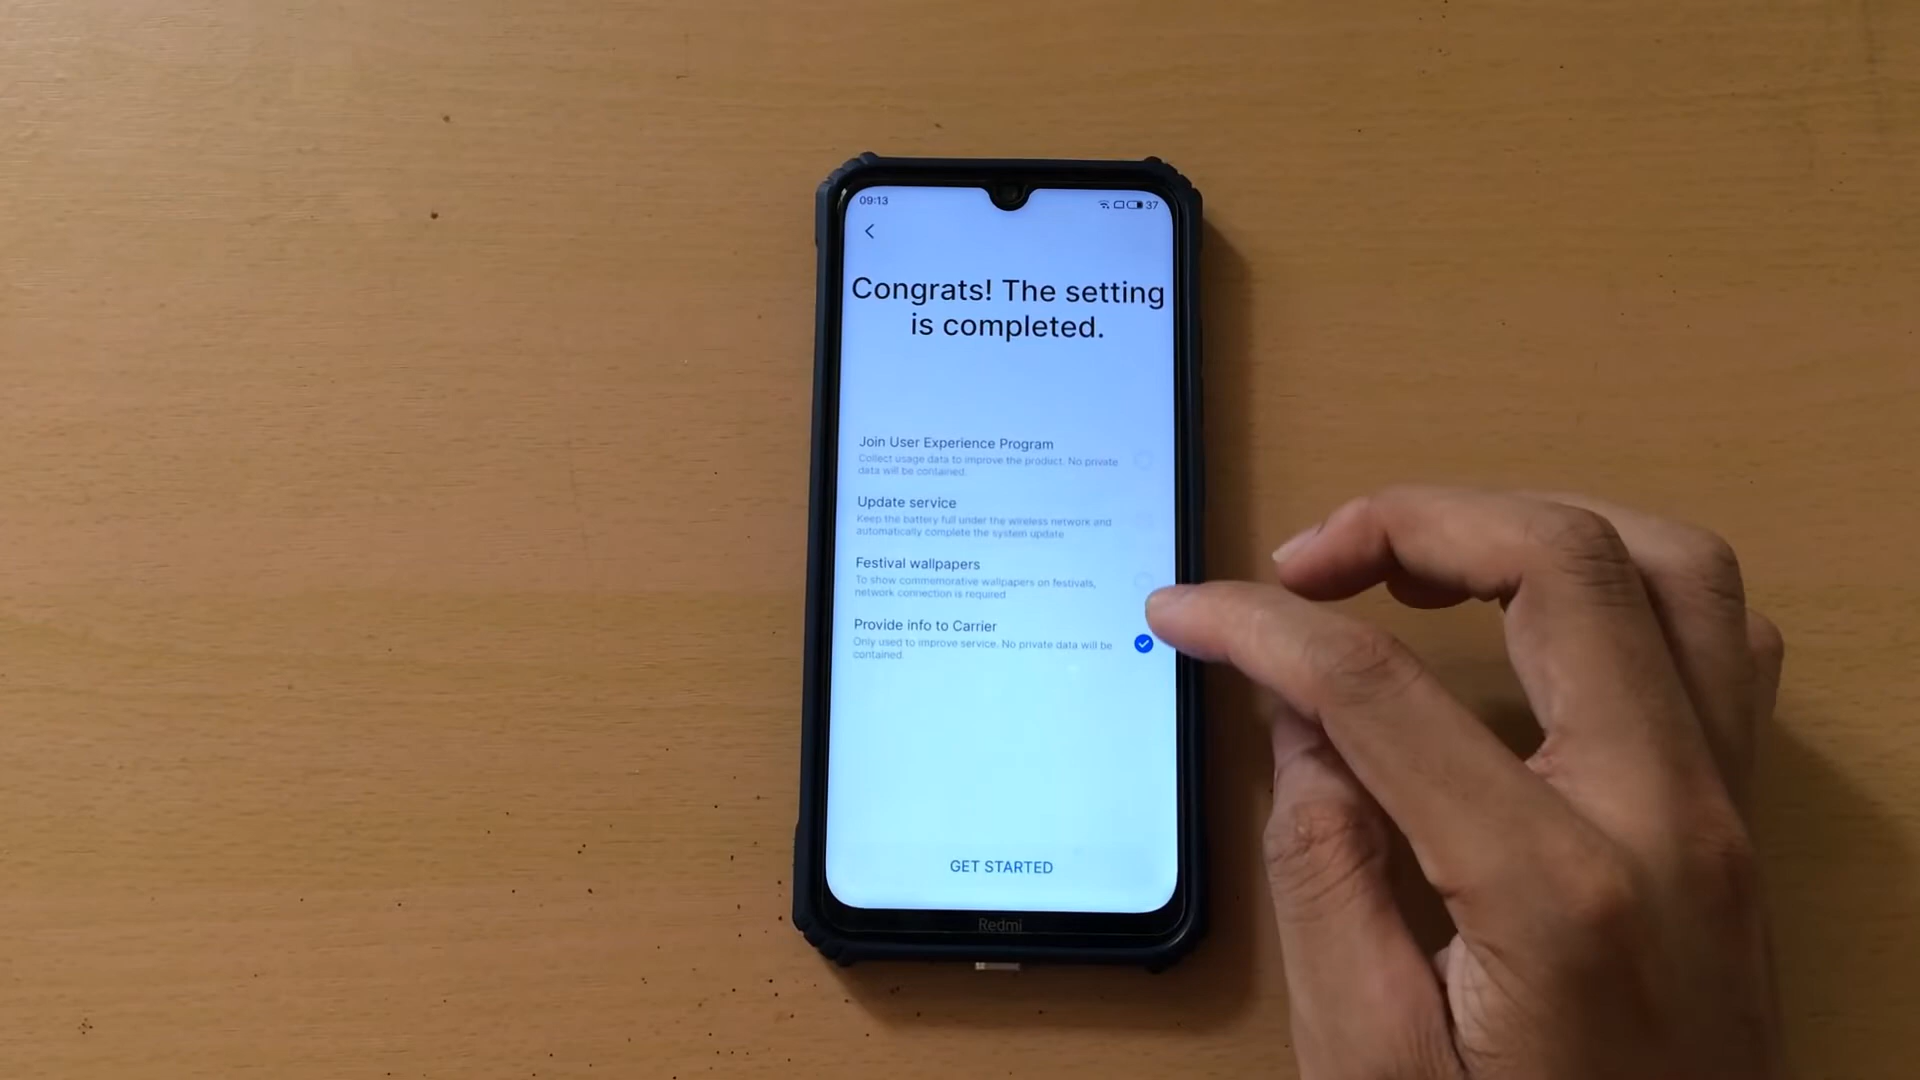 09:13
37
Congrats! The setting
is completed.
Join User Experience Program
Collect usage data to improve the product. No private
data will be contained.
Update service
Keep the battery full under the wireless network and
automatically complete the system update
Festival wallpapers
To show commemorative wallpapers on festivals,
network connection is required
Provide info to Carrier
Only used to improve service. No private data will be
contained.
GET STARTED
Redmi